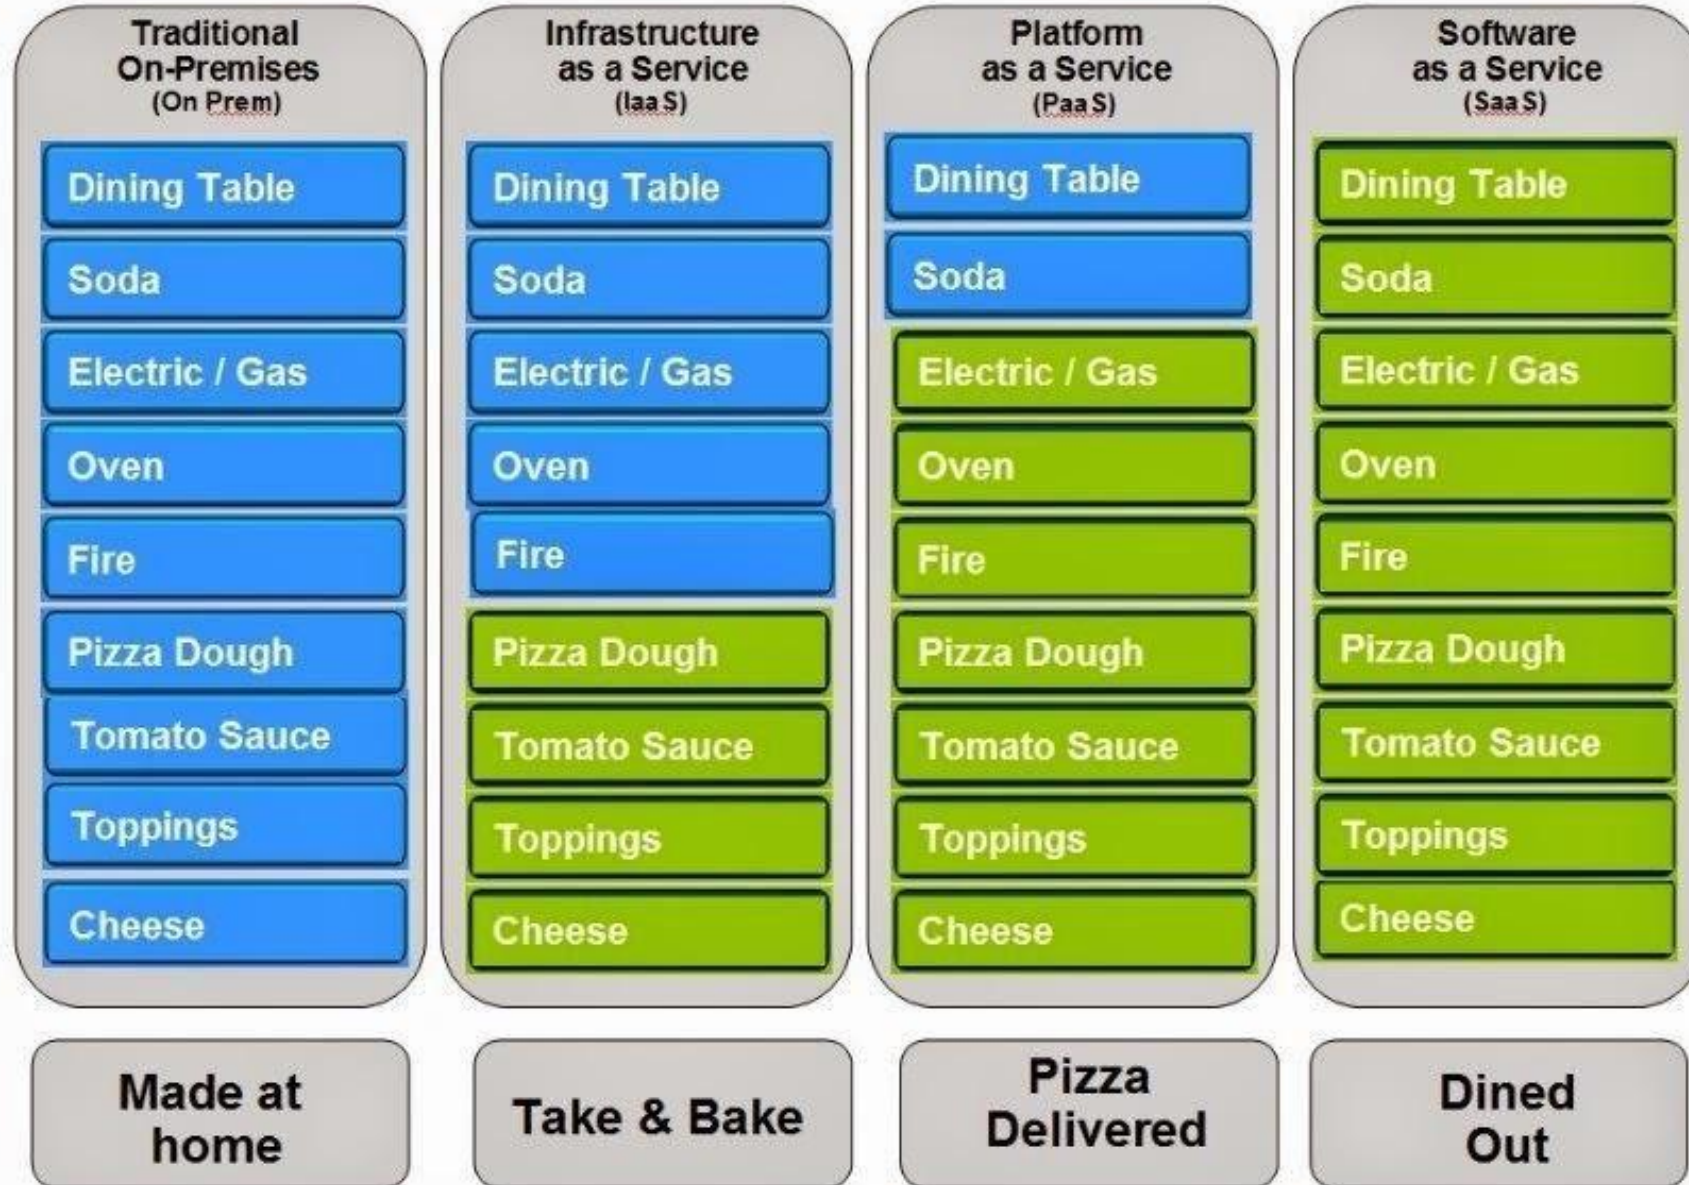 Traditional
On-Premises
(On Prem)
Dining Table
Soda
Electric / Gas
Oven
Fire
Pizza Dough
Tomato Sauce
Toppings
Cheese
Made at
home
Infrastructure
as a Service
(IaaS)
Dining Table
Soda
Electric / Gas
Oven
Fire
Pizza Dough
Tomato Sauce
Toppings
Cheese
Take & Bake
Platform
as a Service
(PaaS)
Dining Table
Soda
Electric / Gas
Oven
Fire
Pizza Dough
Tomato Sauce
Toppings
Cheese
Pizza
Delivered
Software
as a Service
(SaaS)
Dining Table
Soda
Electric / Gas
Oven
Fire
Pizza Dough
Tomato Sauce
Toppings
Cheese
Dined
Out